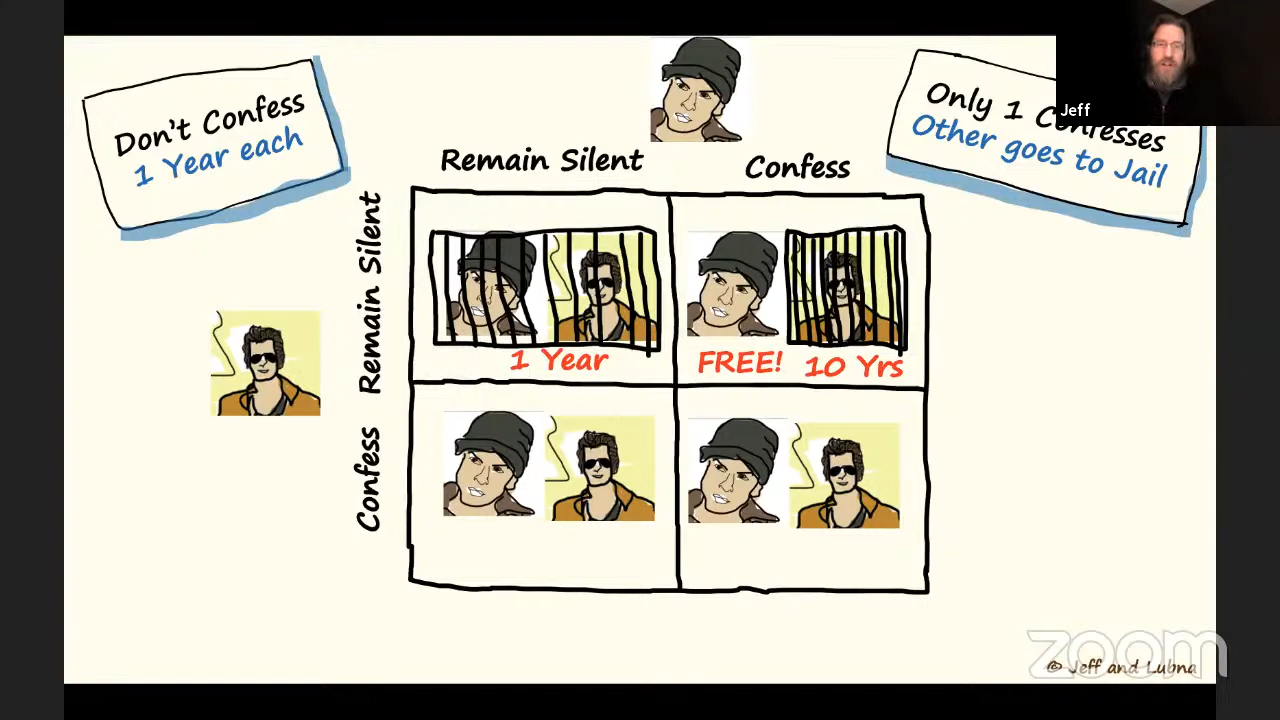 Don't Confess
1 Year each
Only 1 Confesses
Other goes to Jail
Jeff
Remain Silent
Confess
Remain Silent
Confess
1 Year
FREE!
10 Yrs
zoom
© Jeff and Lubna